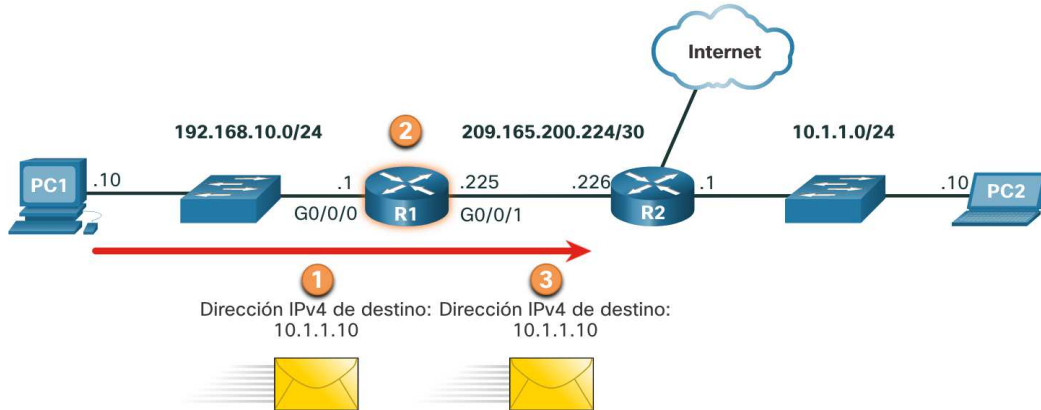 Internet
192.168.10.0/24
2
209.165.200.224/30
10.1.1.0/24
PC1
.10
.1
R1
.225
.226
R2
.1
.10
PC2
G0/0/0
G0/0/1
1
3
Dirección IPv4 de destino:
10.1.1.10
Dirección IPv4 de destino:
10.1.1.10